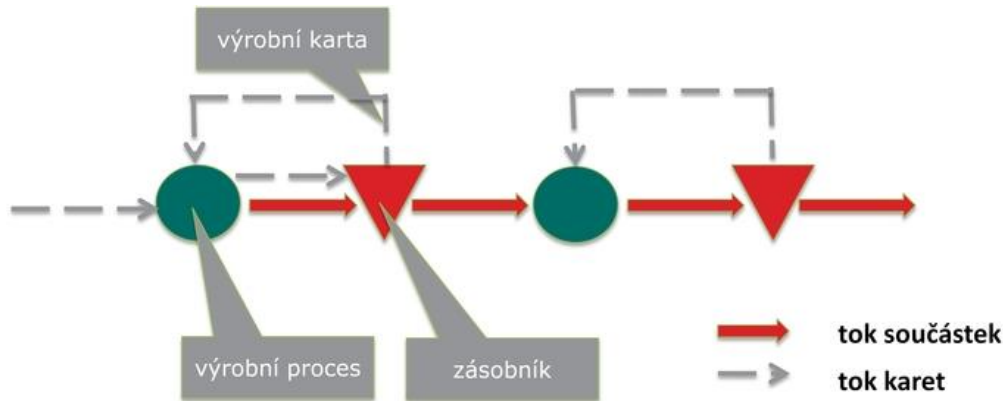 výrobní karta
výrobní proces
zásobník
tok součástek
tok karet